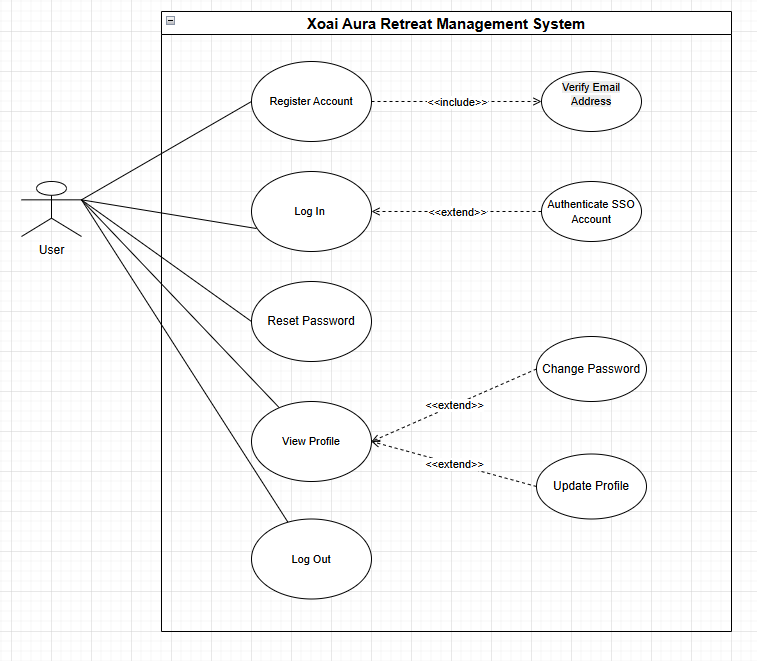 Xoai Aura Retreat Management System
Register Account
<<include>>
Verify Email
Address
Log In
<<extend>>
Authenticate SSO
Account
User
Reset Password
Change Password
<<extend>>
View Profile
<<extend>>
Update Profile
Log Out